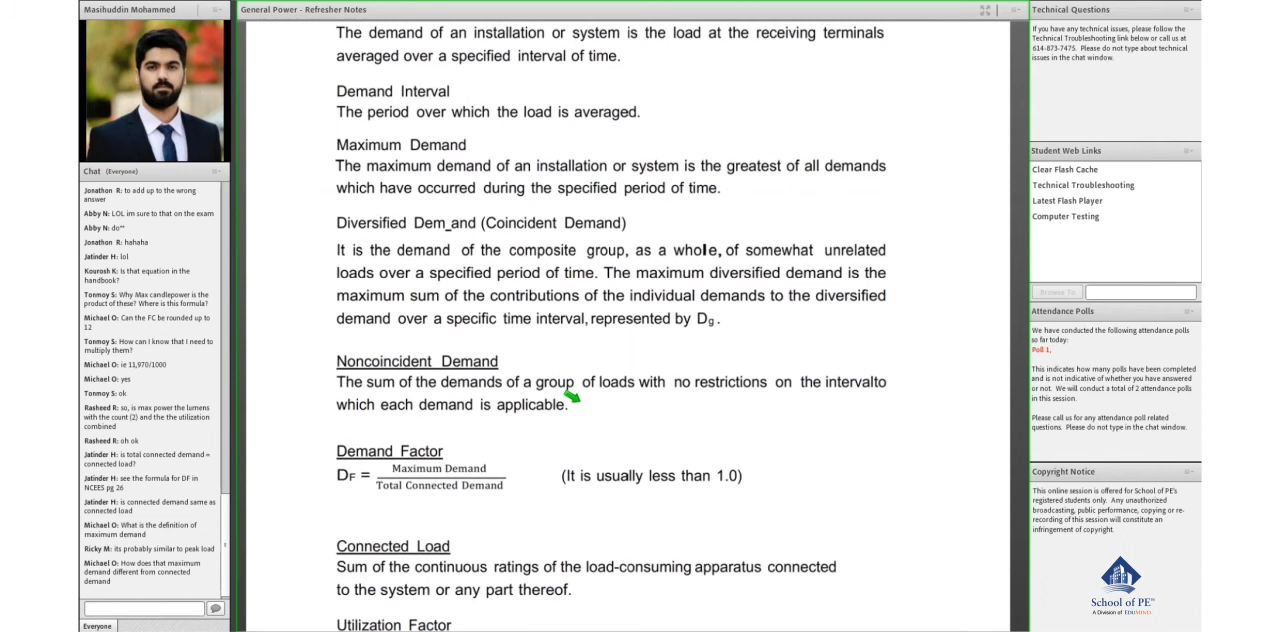 Masihuddin Mohammed
Chat (Everyone)
Jonathon R: to add up to the wrong
answer
Abby N: LOL im sure to that on the exam
Abby N: do**
Jonathon R: hahaha
Jatinder H: lol
Kourosh K: Is that equation in the
handbook?
Tonmoy S: Why Max candlepower is the
product of these? Where is this formula?
Michael O: Can the FC be rounded up to
12
Tonmoy S: How can I know that I need to
multiply them?
Michael O: ie 11,970/1000
Michael O: yes
Tonmoy S: ok
Rasheed R: so, is max power the lumens
with the count (2) and the the utilization
combined
Rasheed R: oh ok
Jatinder H: is total connected demand =
connected load?
Jatinder H: see the formula for DF in
NCEES pg 26
Jatinder H: is connected demand same as
connected load
Michael O: What is the definition of
maximum demand
Ricky M: its probably similar to peak load
Michael O: How does that maximum
demand different from connected
demand
Everyone
General Power - Refresher Notes
The demand of an installation or system is the load at the receiving terminals
averaged over a specified interval of time.
Demand Interval
The period over which the load is averaged.
Maximum Demand
The maximum demand of an installation or system is the greatest of all demands
which have occurred during the specified period of time.
Diversified Dem_and (Coincident Demand)
It is the demand of the composite group, as a whole, of somewhat unrelated
loads over a specified period of time. The maximum diversified demand is the
maximum sum of the contributions of the individual demands to the diversified
demand over a specific time interval, represented by Dg.
Noncoincident Demand
The sum of the demands of a group of loads with no restrictions on the intervalto
which each demand is applicable.
Demand Factor
DF = Maximum Demand / Total Connected Demand (It is usually less than 1.0)
Connected Load
Sum of the continuous ratings of the load-consuming apparatus connected
to the system or any part thereof.
Utilization Factor
Technical Questions
If you have any technical issues, please follow the
Technical Troubleshooting link below or call us at
614-873-7475. Please do not type about technical
issues in the chat window.
Student Web Links
Clear Flash Cache
Technical Troubleshooting
Latest Flash Player
Computer Testing
Browse To
Attendance Polls
We have conducted the following attendance polls
so far today:
Poll 1,
This indicates how many polls have been completed
and is not indicative of whether you have answered
or not. We will conduct a total of 2 attendance polls
in this session.
Please call us for any attendance poll related
questions. Please do not type in the chat window.
Copyright Notice
This online session is offered for School of PE's
registered students only. Any unauthorized
broadcasting, public performance, copying or re-
recording of this session will constitute an
infringement of copyright.
School of PE™
A Division of EDUMIND